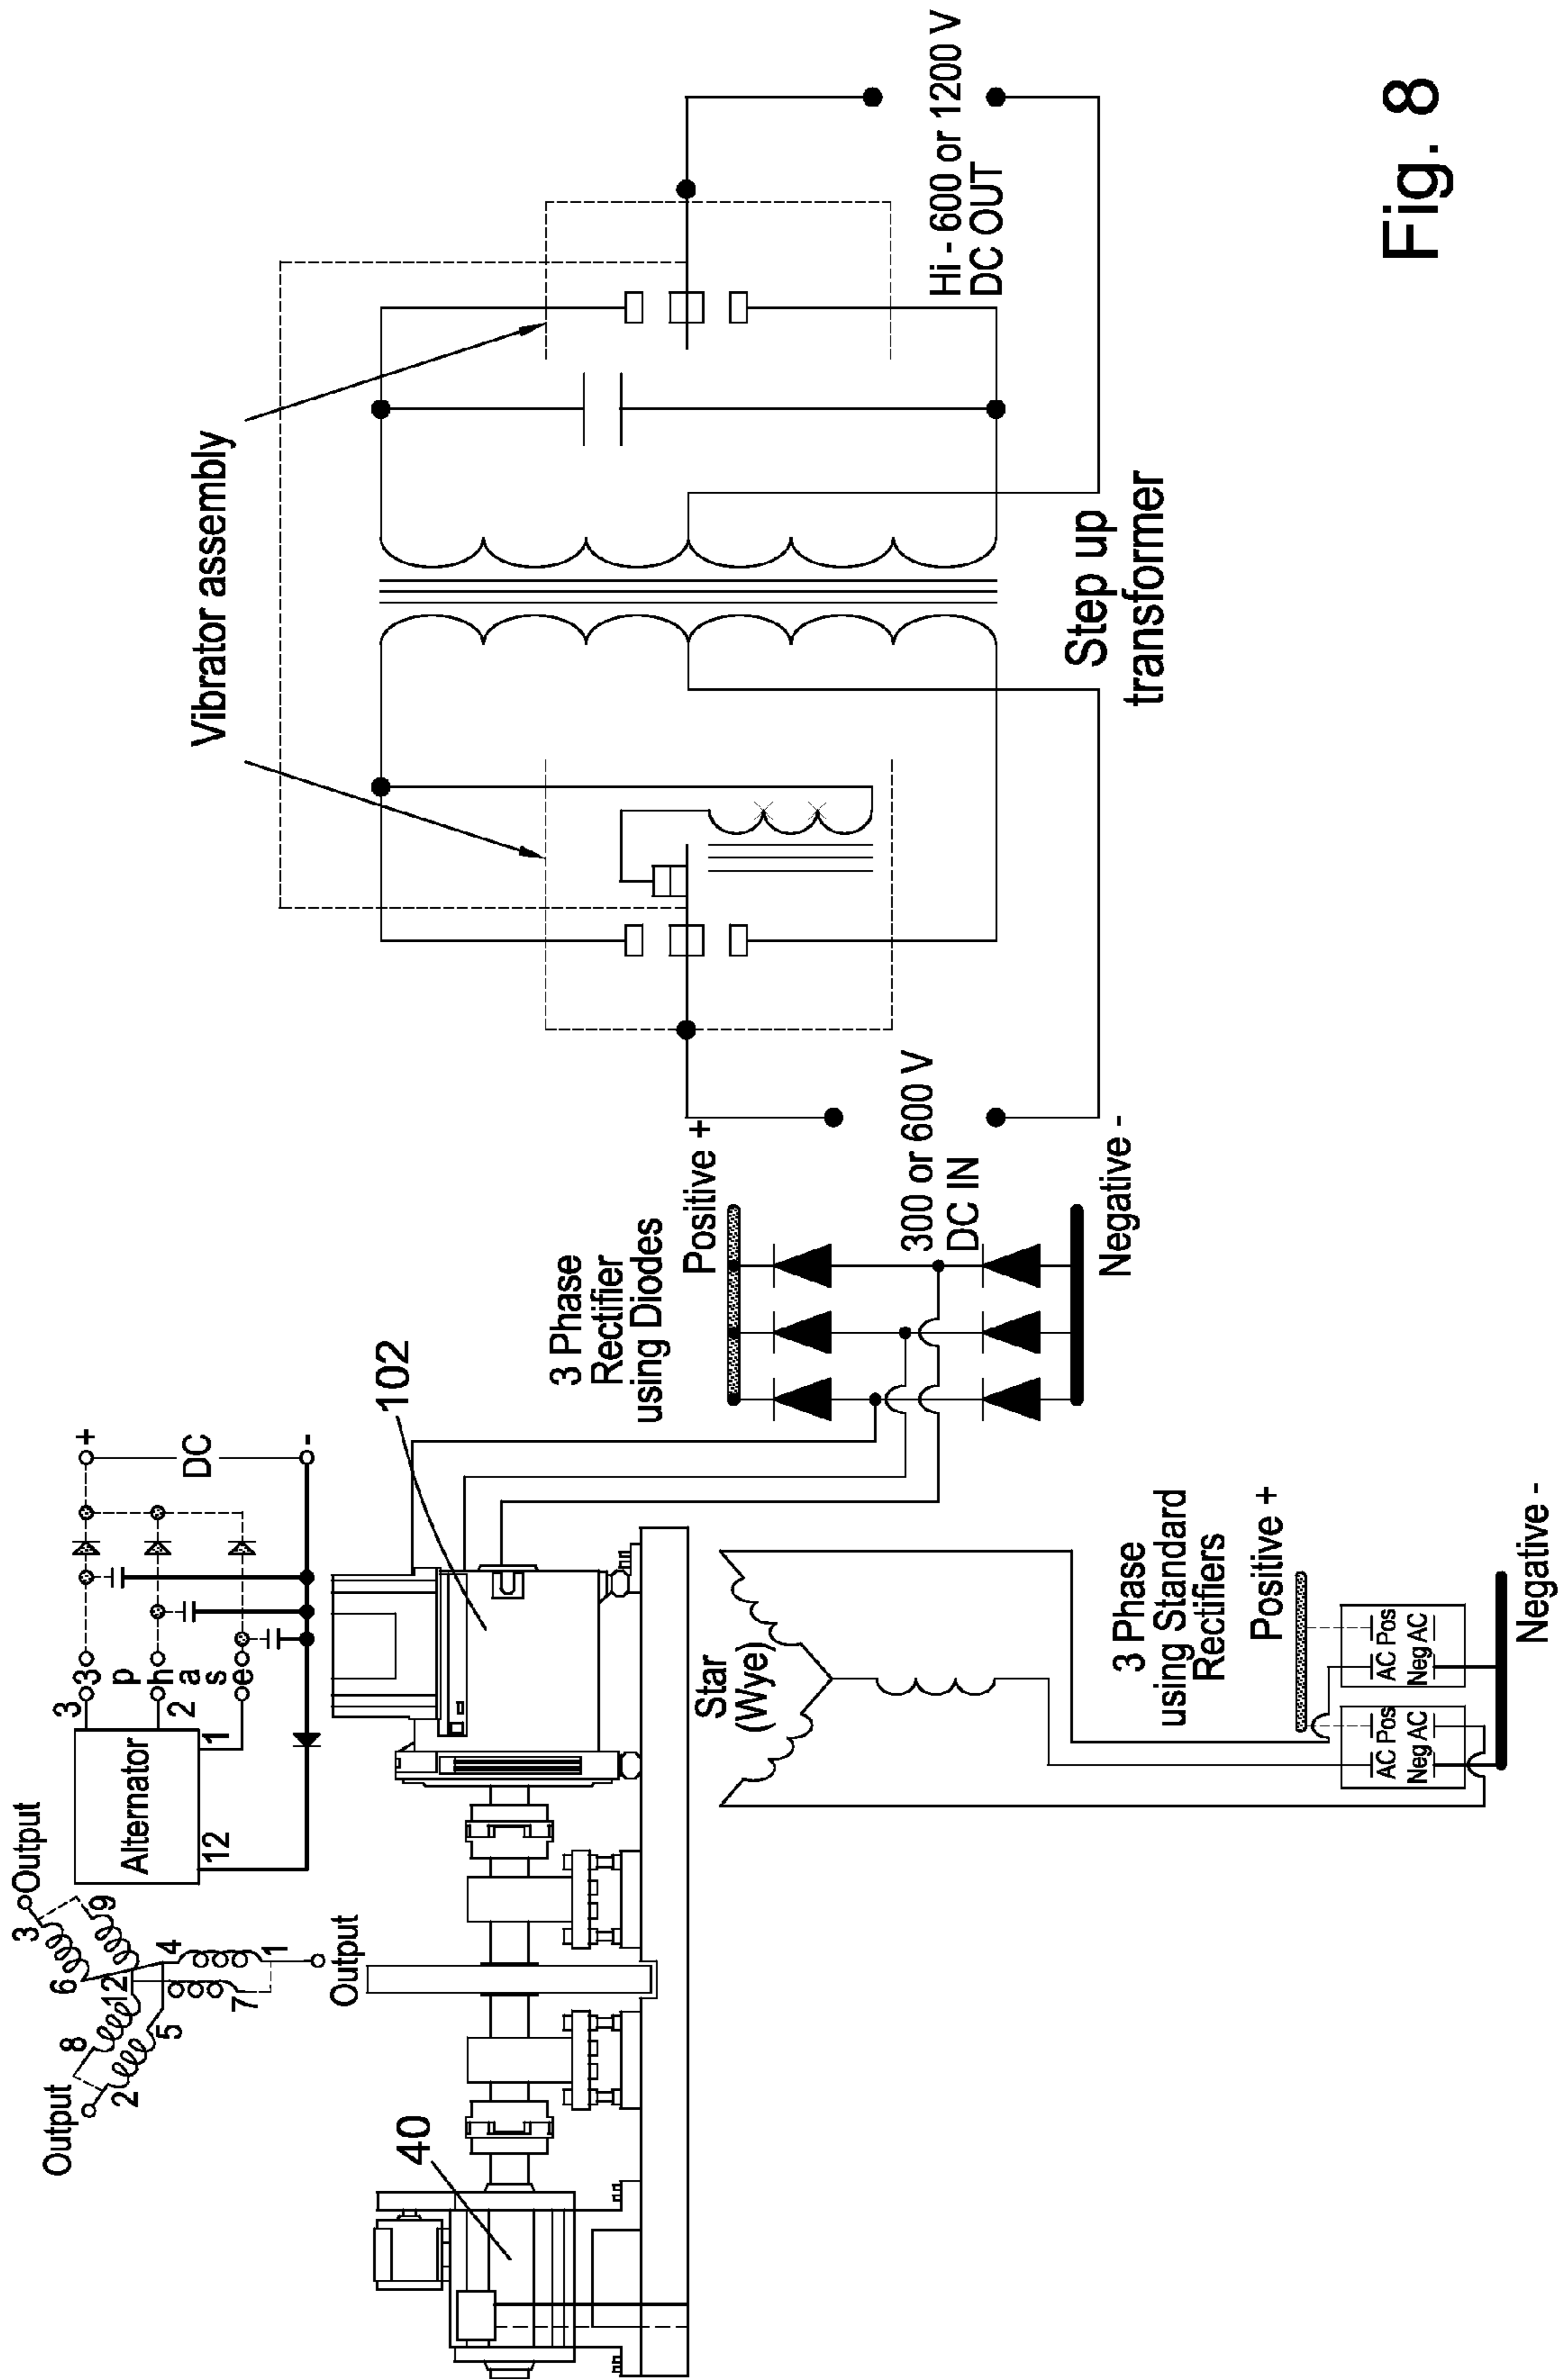 Output
Output
Output
3
9
6
12
4
1
7
5
8
2
Alternator
3
2
1
12
3
p
h
a
s
e
+
DC
-
40
102
3 Phase
Rectifier
using Diodes
Positive +
Negative -
300 or 600 V
DC IN
Star
(Wye)
3 Phase
using Standard
Rectifiers
Positive +
AC Pos
Neg AC
AC Pos
Neg AC
Negative -
Vibrator assembly
Step up
transformer
Hi - 600 or 1200 V
DC OUT
Fig. 8